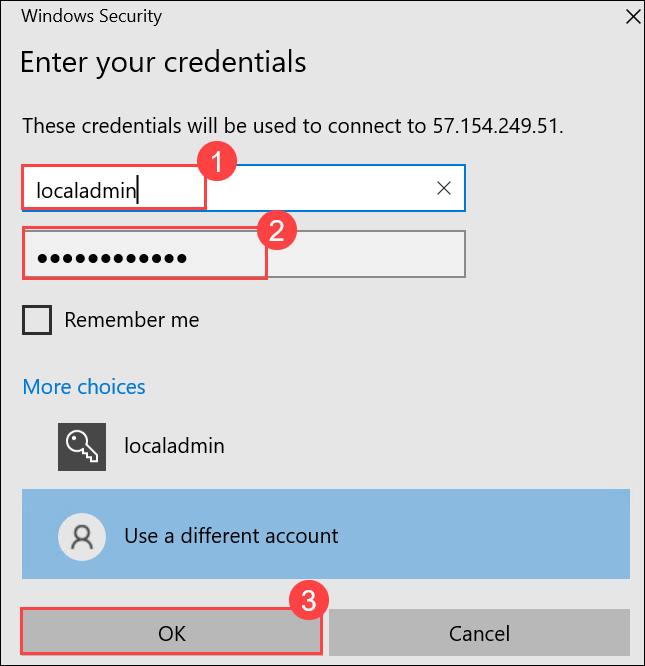 Windows Security
Enter your credentials
These credentials will be used to connect to 57.154.249.51.
localadmin
1
2
••••••••••••
Remember me
More choices
localadmin
Use a different account
3
OK Cancel